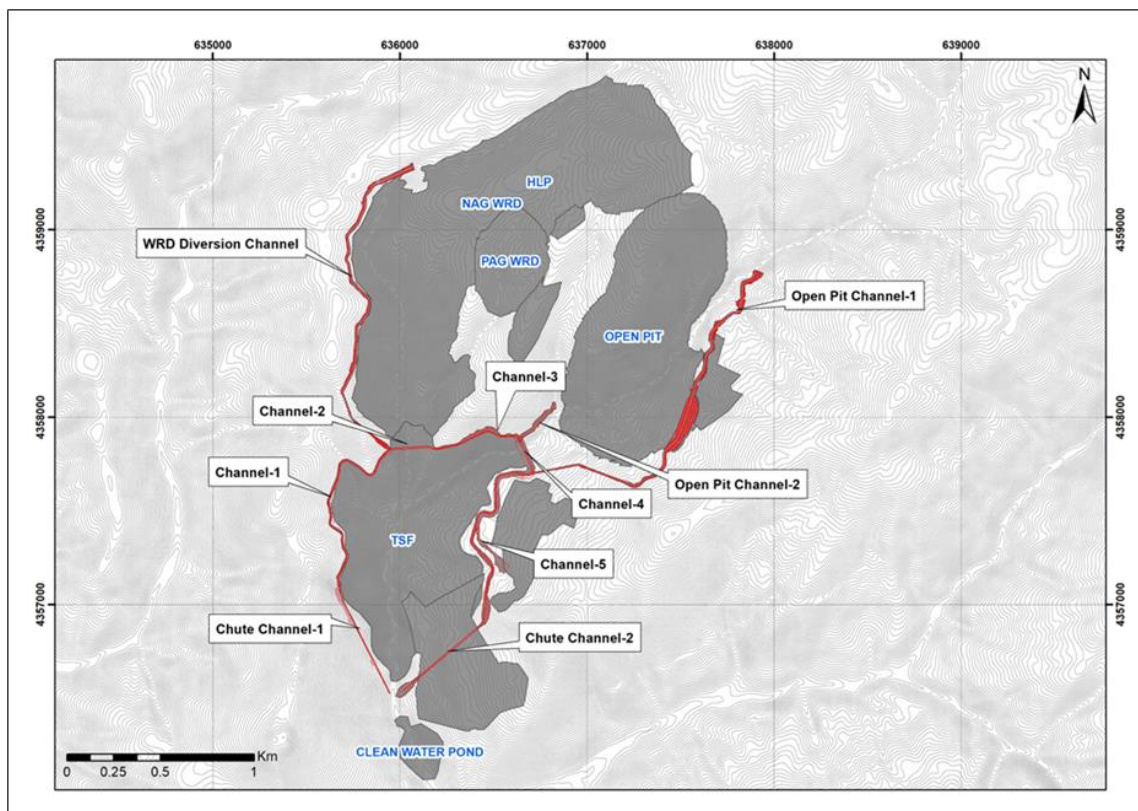 635000 636000 637000 638000 639000
N
HLP
NAG WRD
4359000 4359000
WRD Diversion Channel
PAG WRD
Open Pit Channel-1
OPEN PIT
Channel-3
Channel-2
4358000 4358000
Channel-1
Open Pit Channel-2
Channel-4
TSF
Channel-5
4357000 4357000
Chute Channel-1
Chute Channel-2
CLEAN WATER POND
Km
0 0.25 0.5 1